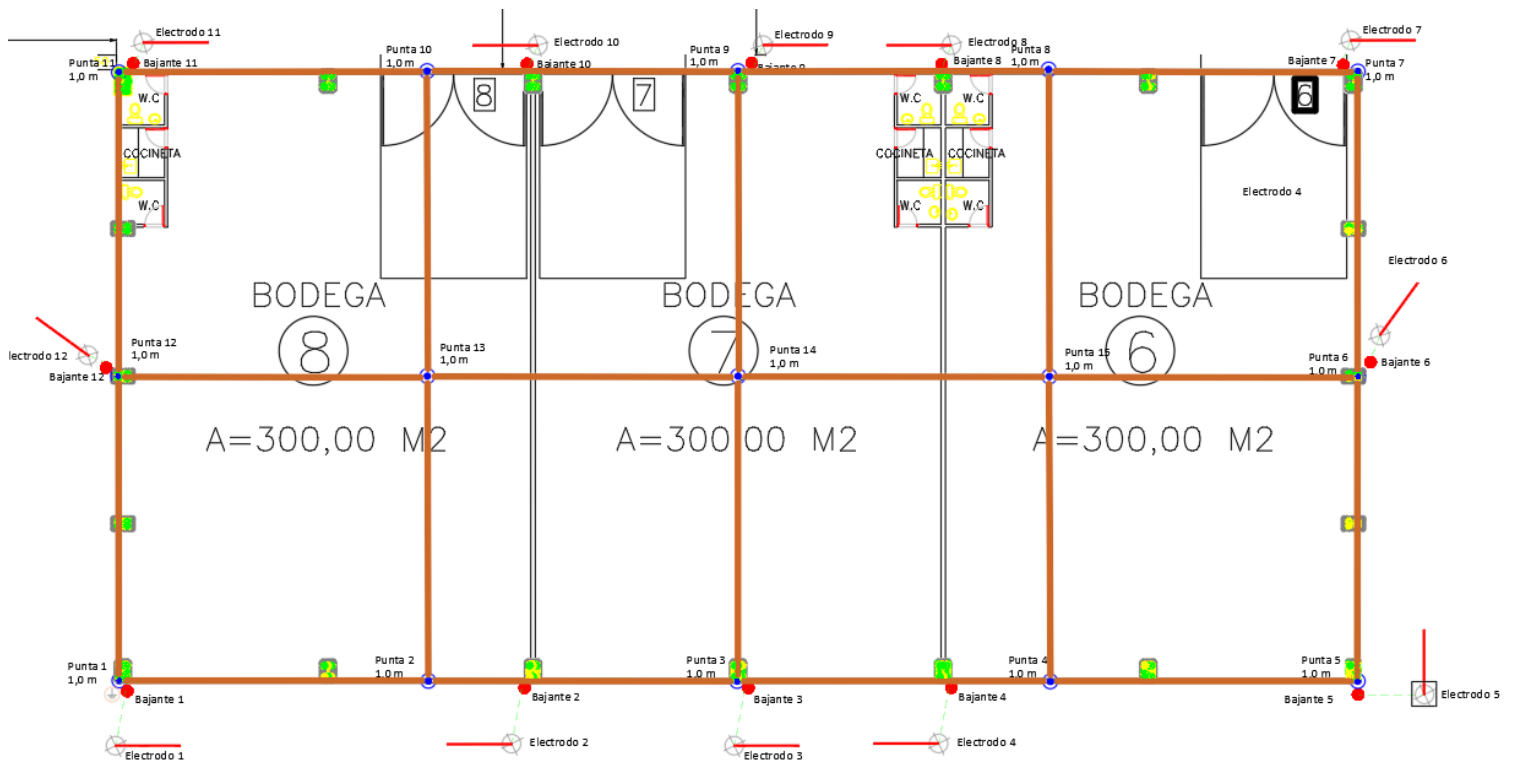 Electrodo 11
Electrodo 10
Electrodo 9
Electrodo 8
Electrodo 7
Punta 11
1,0 m
Bajante 11
Punta 10
1,0 m
Bajante 10
Punta 9
1,0 m
Bajante 8
Punta 8
1,0 m
Bajante 7
Punta 7
1,0 m
8
7
6
W.C
W.C
W.C
COCINETA
COCINETA
COCINETA
W.C
W.C
W.C
Electrodo 4
Electrodo 6
BODEGA
8
BODEGA
7
BODEGA
6
lectrodo 12
Punta 12
1,0 m
Bajante 12
Punta 13
1,0 m
Punta 14
1,0 m
Punta 15
1,0 m
Punta 6
1.0 m
Bajante 6
A=300,00 M2
A=300,00 M2
A=300,00 M2
Punta 1
1,0 m
Punta 2
1.0 m
Punta 3
1.0 m
Punta 4
1.0 m
Punta 5
1.0 m
Bajante 1
Bajante 2
Bajante 3
Bajante 4
Bajante 5
Electrodo 5
Electrodo 1
Electrodo 2
Electrodo 3
Electrodo 4